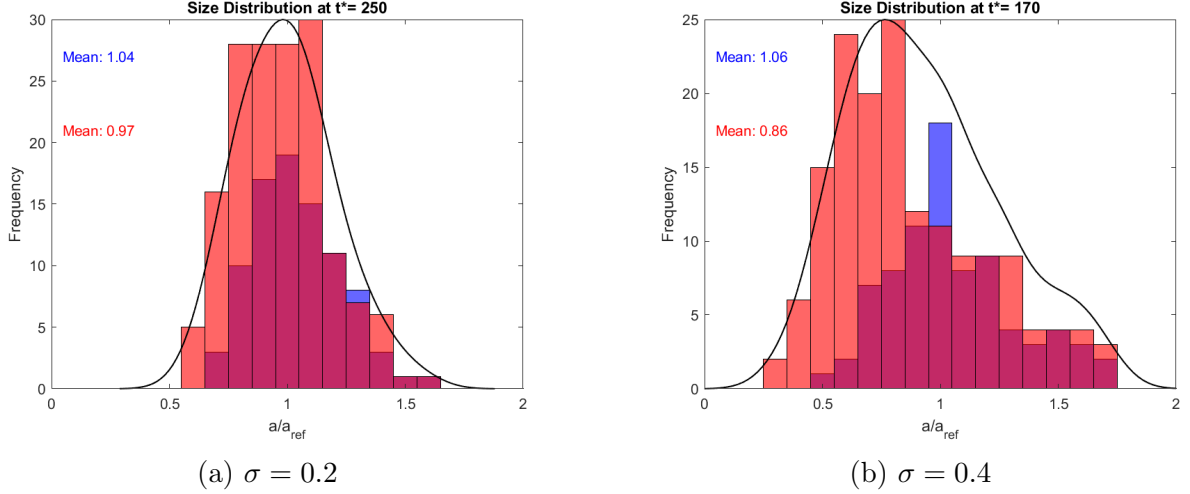 Size Distribution at t*= 250
Mean: 1.04
Mean: 0.97
Frequency
30
25
20
15
10
5
0
0 0.5 1 1.5 2
a/a_ref
(a) σ = 0.2
Size Distribution at t*= 170
Mean: 1.06
Mean: 0.86
Frequency
25
20
15
10
5
0
0 0.5 1 1.5 2
a/a_ref
(b) σ = 0.4